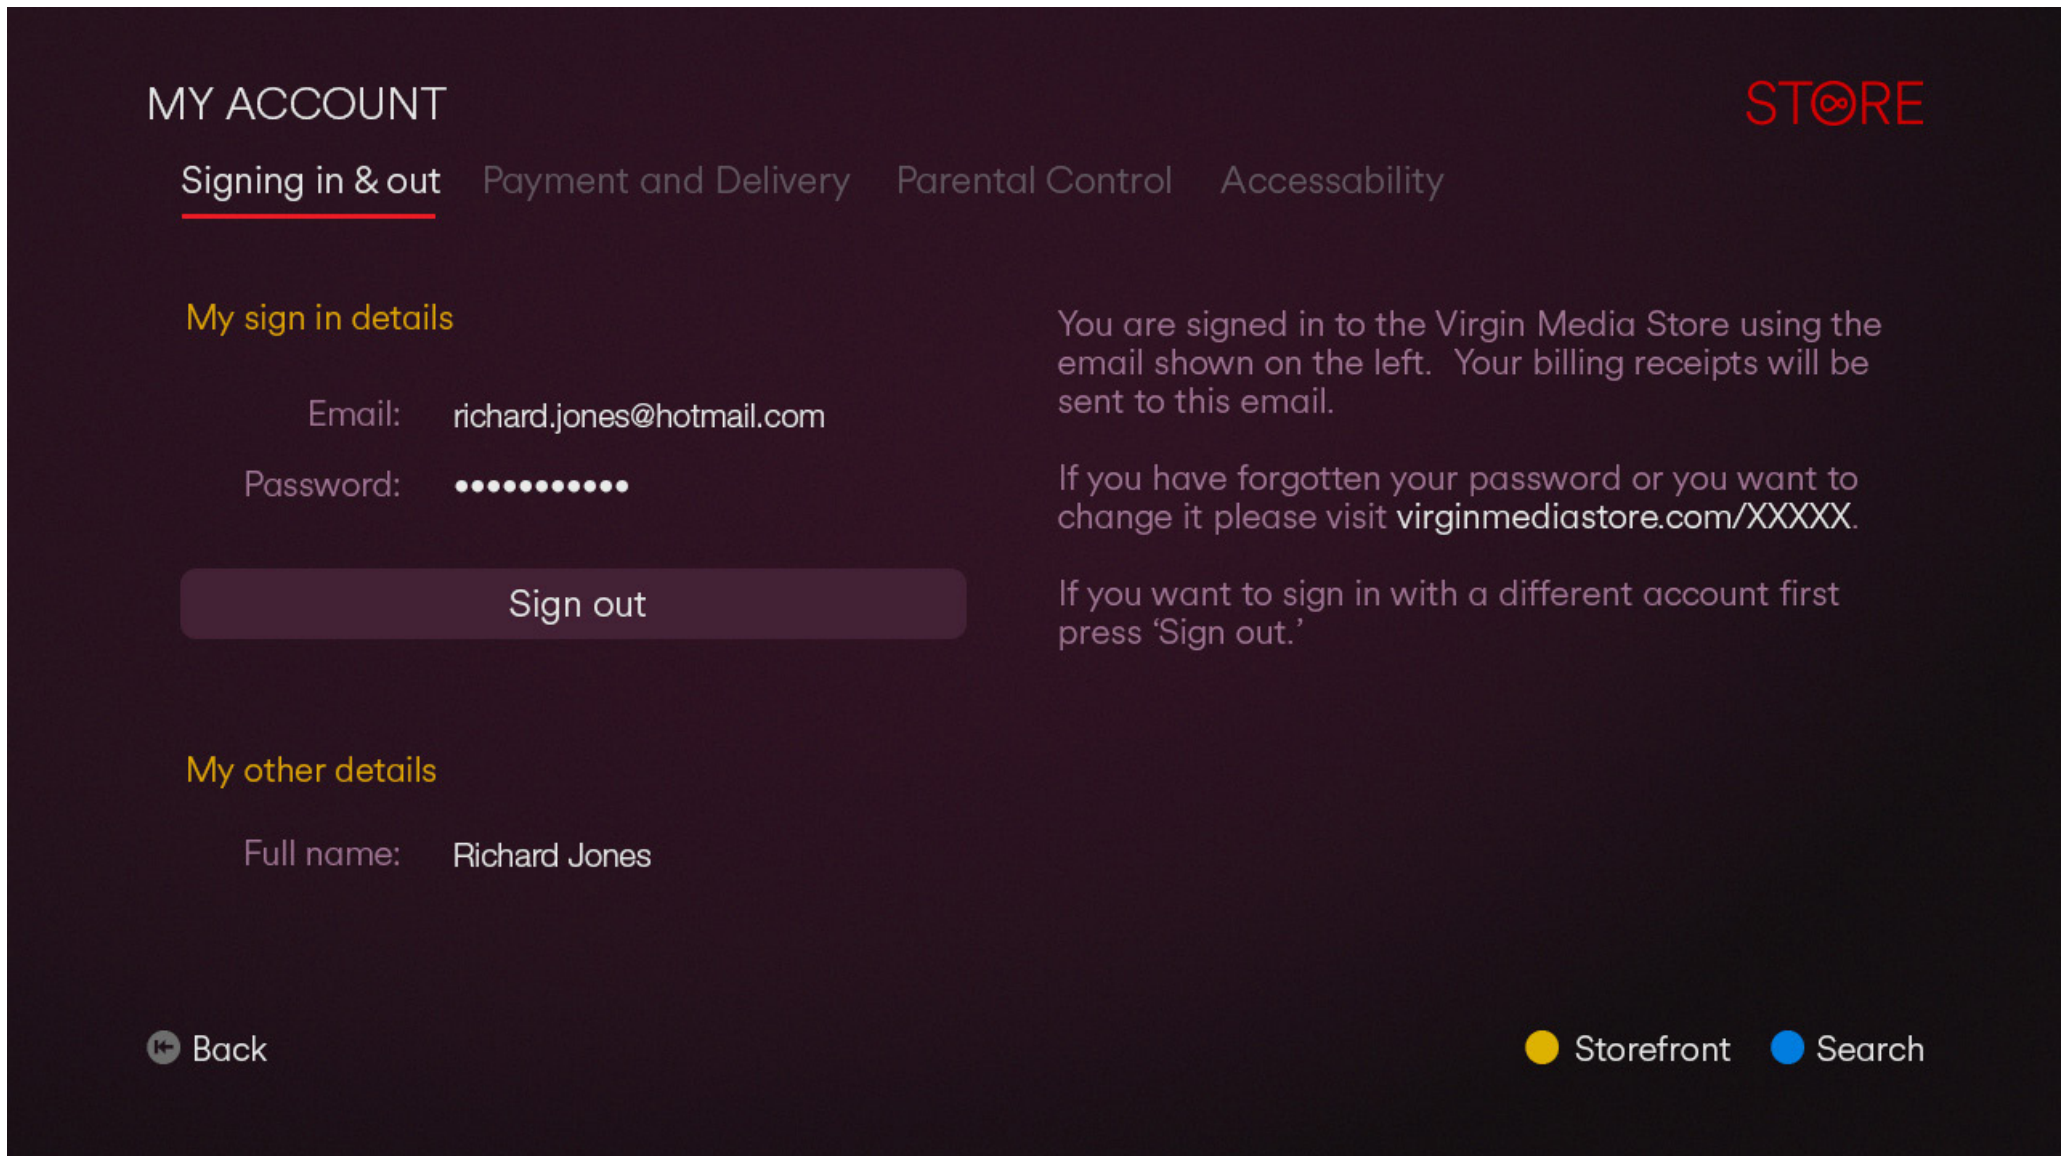 MY ACCOUNT
STORE
Signing in & out Payment and Delivery Parental Control Accessability
My sign in details
Email: richard.jones@hotmail.com
Password: •••••••••••
Sign out
My other details
Full name: Richard Jones
You are signed in to the Virgin Media Store using the
email shown on the left. Your billing receipts will be
sent to this email.
If you have forgotten your password or you want to
change it please visit virginmediastore.com/XXXXX.
If you want to sign in with a different account first
press ‘Sign out.’
Back
Storefront
Search